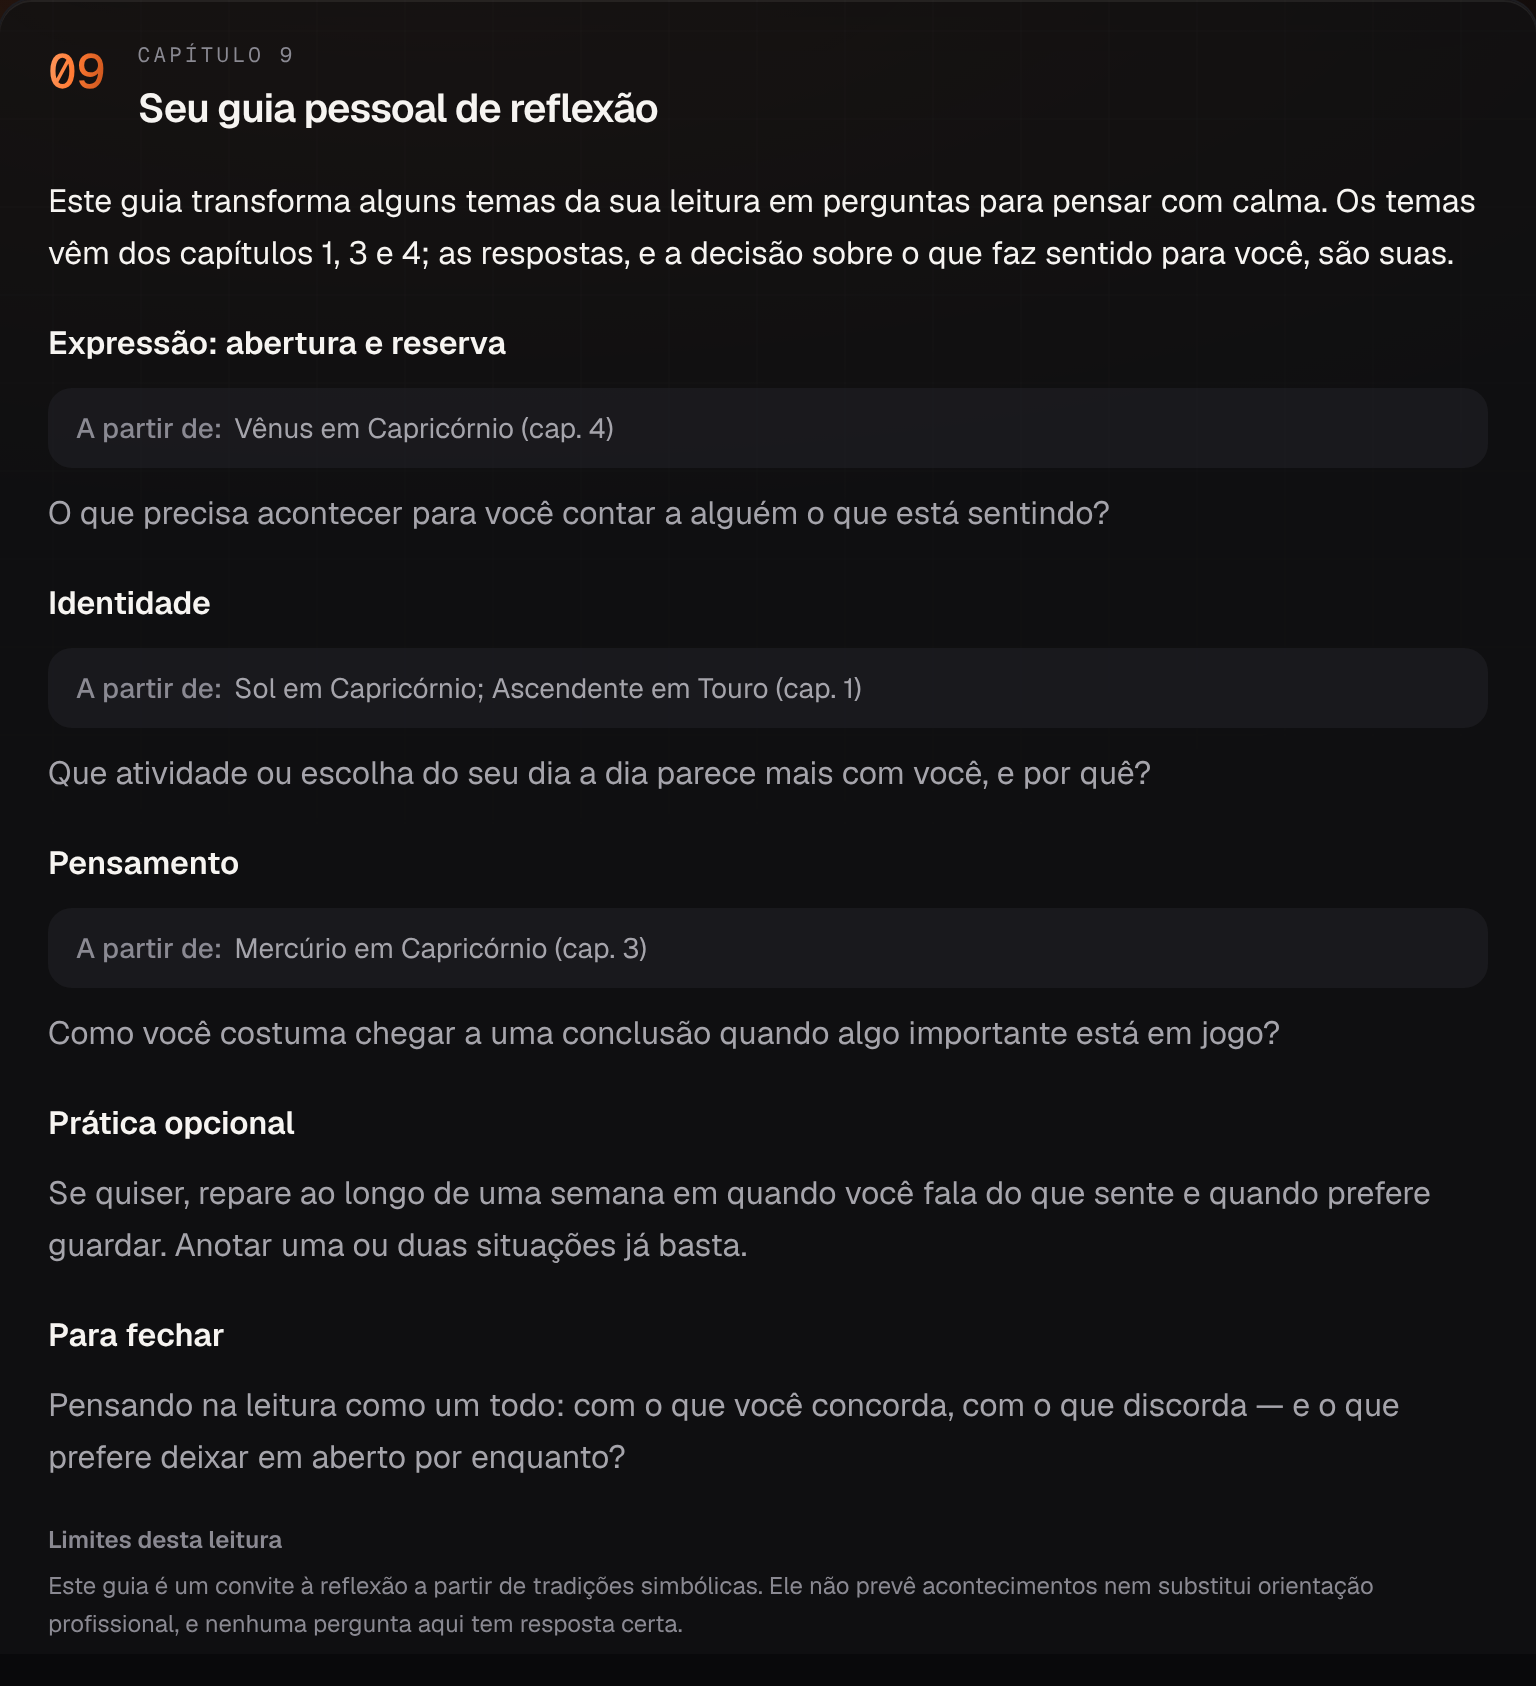 09
CAPÍTULO 9
Seu guia pessoal de reflexão
Este guia transforma alguns temas da sua leitura em perguntas para pensar com calma. Os temas
vêm dos capítulos 1, 3 e 4; as respostas, e a decisão sobre o que faz sentido para você, são suas.
Expressão: abertura e reserva
A partir de: Vênus em Capricórnio (cap. 4)
O que precisa acontecer para você contar a alguém o que está sentindo?
Identidade
A partir de: Sol em Capricórnio; Ascendente em Touro (cap. 1)
Que atividade ou escolha do seu dia a dia parece mais com você, e por quê?
Pensamento
A partir de: Mercúrio em Capricórnio (cap. 3)
Como você costuma chegar a uma conclusão quando algo importante está em jogo?
Prática opcional
Se quiser, repare ao longo de uma semana em quando você fala do que sente e quando prefere
guardar. Anotar uma ou duas situações já basta.
Para fechar
Pensando na leitura como um todo: com o que você concorda, com o que discorda — e o que
prefere deixar em aberto por enquanto?
Limites desta leitura
Este guia é um convite à reflexão a partir de tradições simbólicas. Ele não prevê acontecimentos nem substitui orientação
profissional, e nenhuma pergunta aqui tem resposta certa.